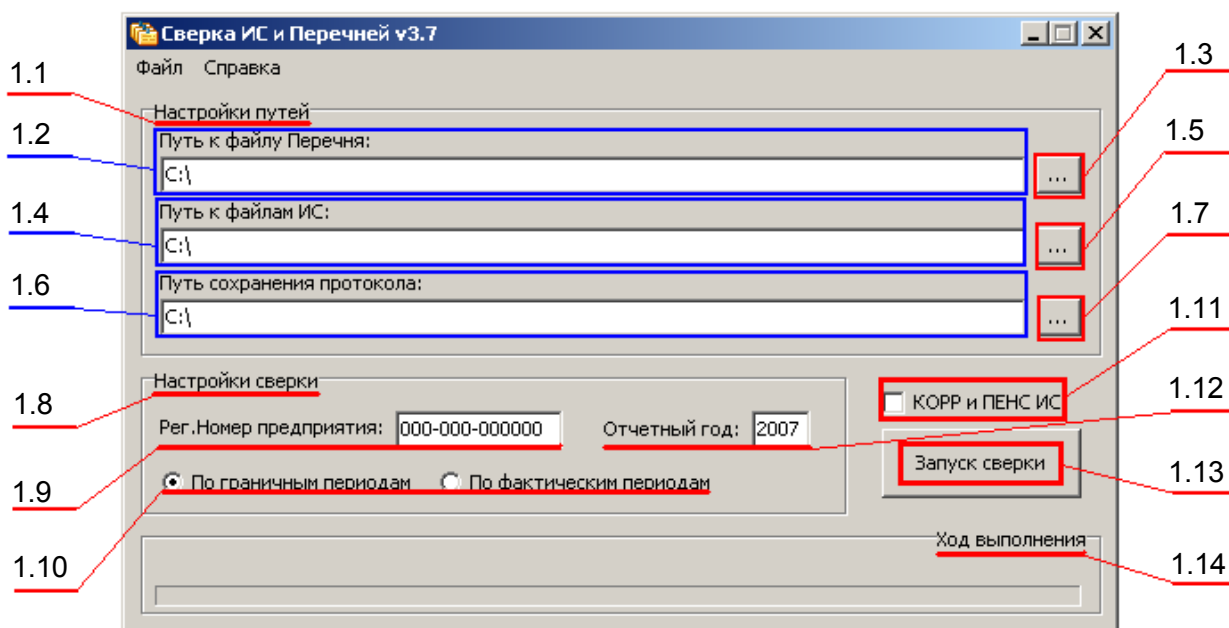 Сверка ИС и Перечней v3.7
Файл Справка
1.1
1.3
Настройки путей
1.2
Путь к файлу Перечня:
1.5
C:\
...
1.4
Путь к файлам ИС:
1.7
C:\
...
1.6
Путь сохранения протокола:
C:\
...
1.11
Настройки сверки
1.8
КОРР и ПЕНС ИС
1.12
Рег.Номер предприятия: 000-000-000000 Отчетный год: 2007
Запуск сверки
1.13
1.9
По граничным периодам По фактическим периодам
Ход выполнения
1.10
1.14